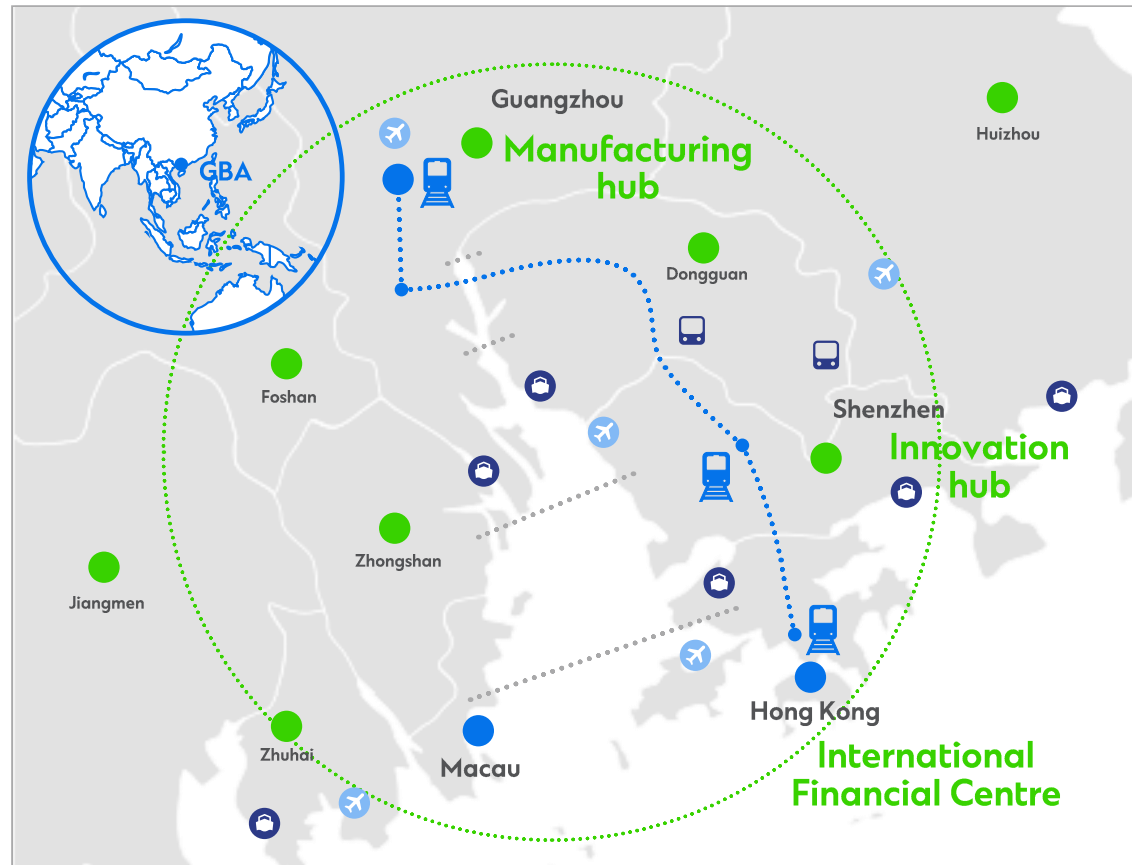 GBA
Guangzhou
Manufacturing
hub
Huizhou
Dongguan
Foshan
Shenzhen
Innovation
hub
Zhongshan
Jiangmen
Hong Kong
Zhuhai
Macau
International
Financial Centre